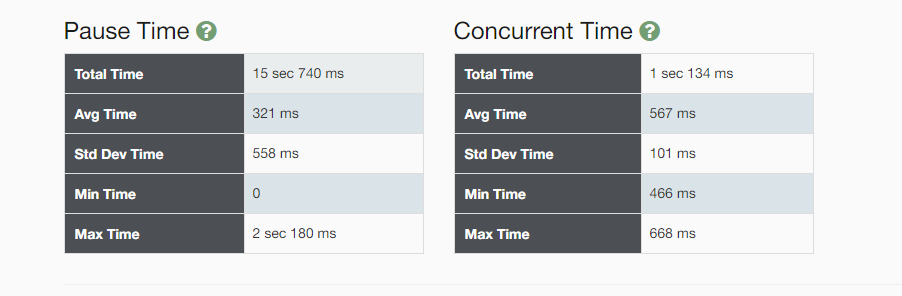 Pause Time ?
Total Time 15 sec 740 ms
Avg Time 321 ms
Std Dev Time 558 ms
Min Time 0
Max Time 2 sec 180 ms
Concurrent Time ?
Total Time 1 sec 134 ms
Avg Time 567 ms
Std Dev Time 101 ms
Min Time 466 ms
Max Time 668 ms